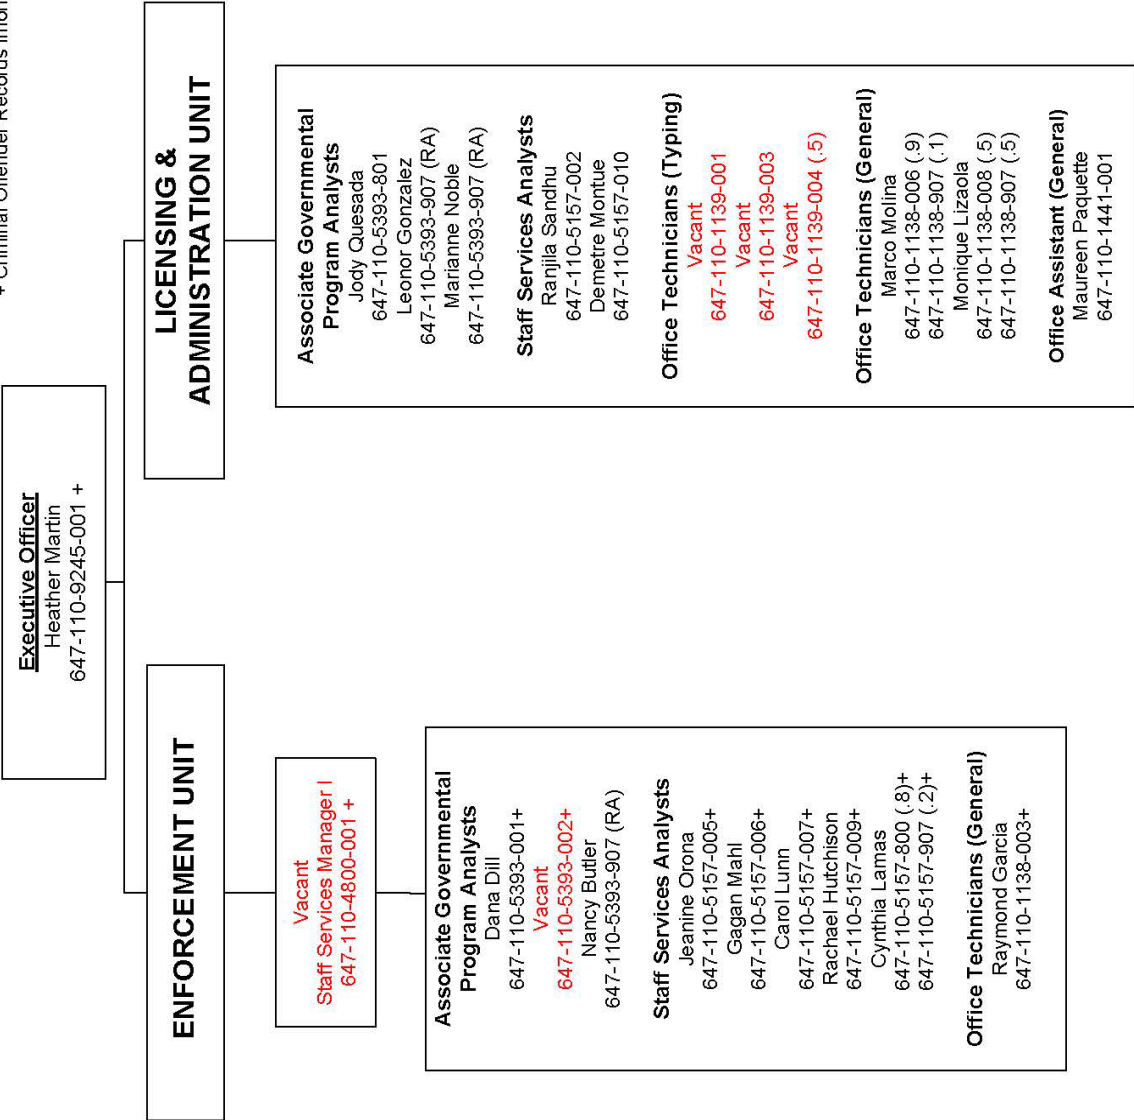 + Criminal Offender Records
Executive Officer
Heather Martin
647-110-9245-001 +
ENFORCEMENT UNIT
Vacant
Staff Services Manager I
647-110-4800-001 +
Associate Governmental
Program Analysts
Dana Dill
647-110-5393-001+
Vacant
647-110-5393-002+
Nancy Butler
647-110-5393-907 (RA)
Staff Services Analysts
Jeanine Orona
647-110-5157-005+
Gagan Mahl
647-110-5157-006+
Carol Lunn
647-110-5157-007+
Rachael Hutchison
647-110-5157-009+
Cynthia Lamas
647-110-5157-800 (.8)+
647-110-5157-907 (.2)+
Office Technicians (General)
Raymond Garcia
647-110-1138-003+
LICENSING &
ADMINISTRATION UNIT
Associate Governmental
Program Analysts
Jody Quesada
647-110-5393-801
Leonor Gonzalez
647-110-5393-907 (RA)
Marianne Noble
647-110-5393-907 (RA)
Staff Services Analysts
Ranjila Sandhu
647-110-5157-002
Demetre Montue
647-110-5157-010
Office Technicians (Typing)
Vacant
647-110-1139-001
Vacant
647-110-1139-003
Vacant
647-110-1139-004 (.5)
Office Technicians (General)
Marco Molina
647-110-1138-006 (.9)
647-110-1138-907 (.1)
Monique Lizaola
647-110-1138-008 (.5)
647-110-1138-907 (.5)
Office Assistant (General)
Maureen Paquette
647-110-1441-001